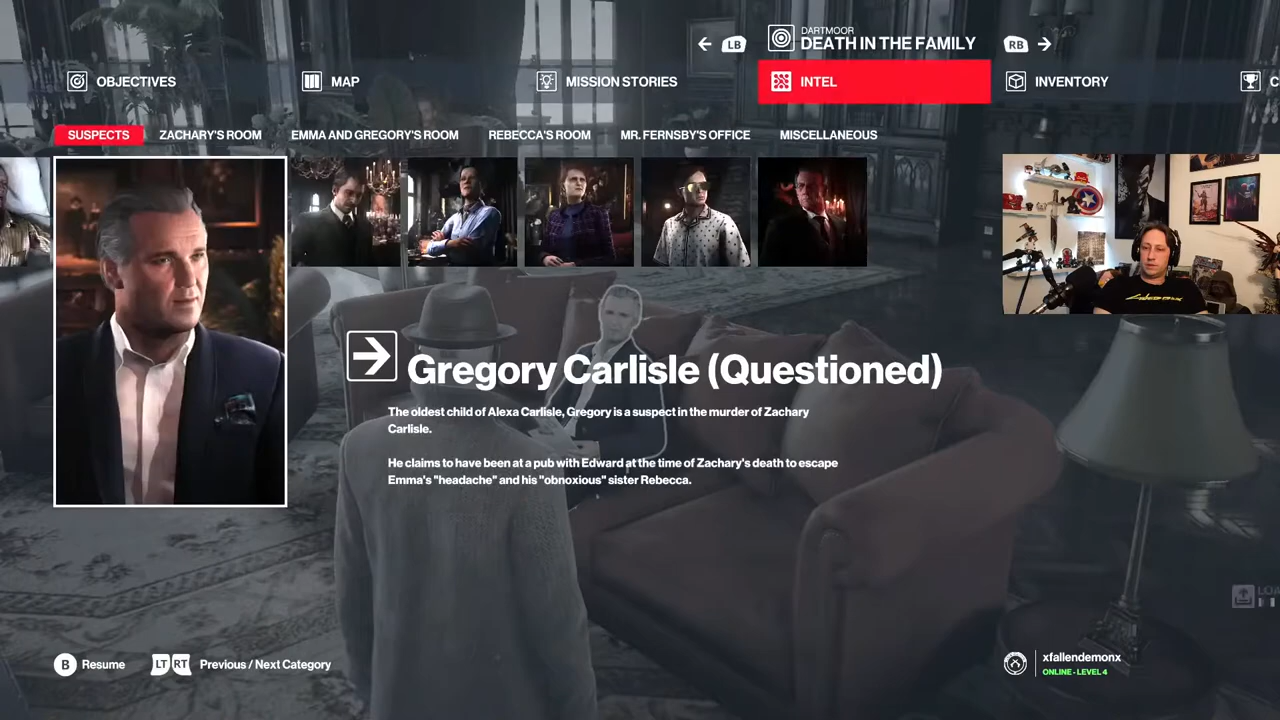 LB
DARTMOOR
DEATH IN THE FAMILY
RB
OBJECTIVES
MAP
MISSION STORIES
INTEL
INVENTORY
C
SUSPECTS
ZACHARY'S ROOM
EMMA AND GREGORY'S ROOM
REBECCA'S ROOM
MR. FERNSBY'S OFFICE
MISCELLANEOUS
Gregory Carlisle (Questioned)
The oldest child of Alexa Carlisle, Gregory is a suspect in the murder of Zachary
Carlisle.
He claims to have been at a pub with Edward at the time of Zachary's death to escape
Emma's "headache" and his "obnoxious" sister Rebecca.
B Resume
LT RT Previous / Next Category
xfallendemonx
ONLINE - LEVEL 4